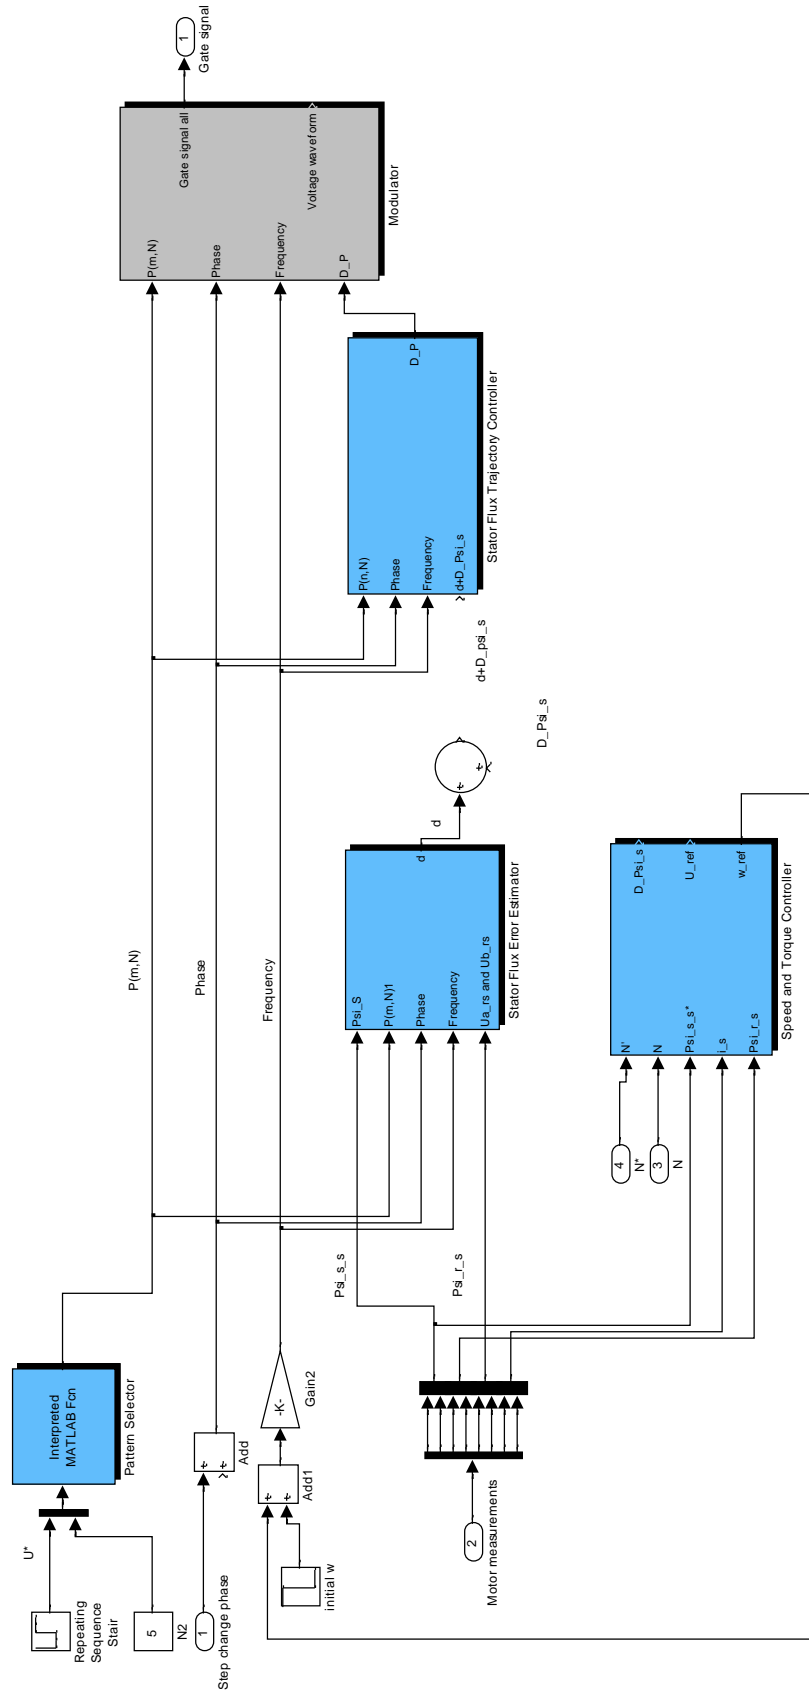 U*
Repeating
Sequence
Stair
5
N2
Interpreted
MATLAB Fcn
Pattern Selector
P(m,N)
1
Step change phase
Add
Phase
initial w
Add1
-K-
Gain2
Frequency
P(m,N)
Phase
Frequency
D_P
Gate signal all
Voltage waveform
Modulator
1
Gate signal
2
Motor measurements
Psi_s_s
Psi_r_s
Psi_S
P(m,N)1
Phase
Frequency
Ua_rs and Ub_rs
d
Stator Flux Error Estimator
d
D_Psi_s
d+D_psi_s
P(n,N)
Phase
Frequency
d+D_Psi_s
D_P
Stator Flux Trajectory Controller
4
N*
3
N
N'
N
Psi_s_s*
i_s
Psi_r_s
D_Psi_s
U_ref
w_ref
Speed and Torque Controller